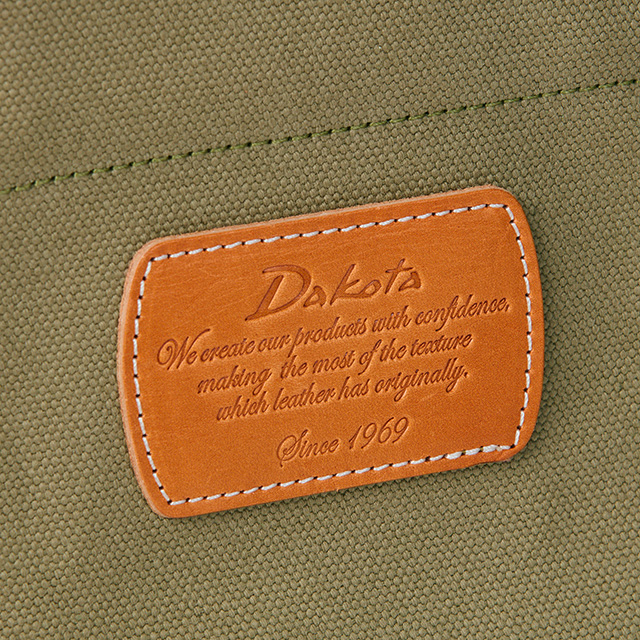 Dakota
We create our products with confidence,
making the most of the texture
which leather has originally.
Since 1969